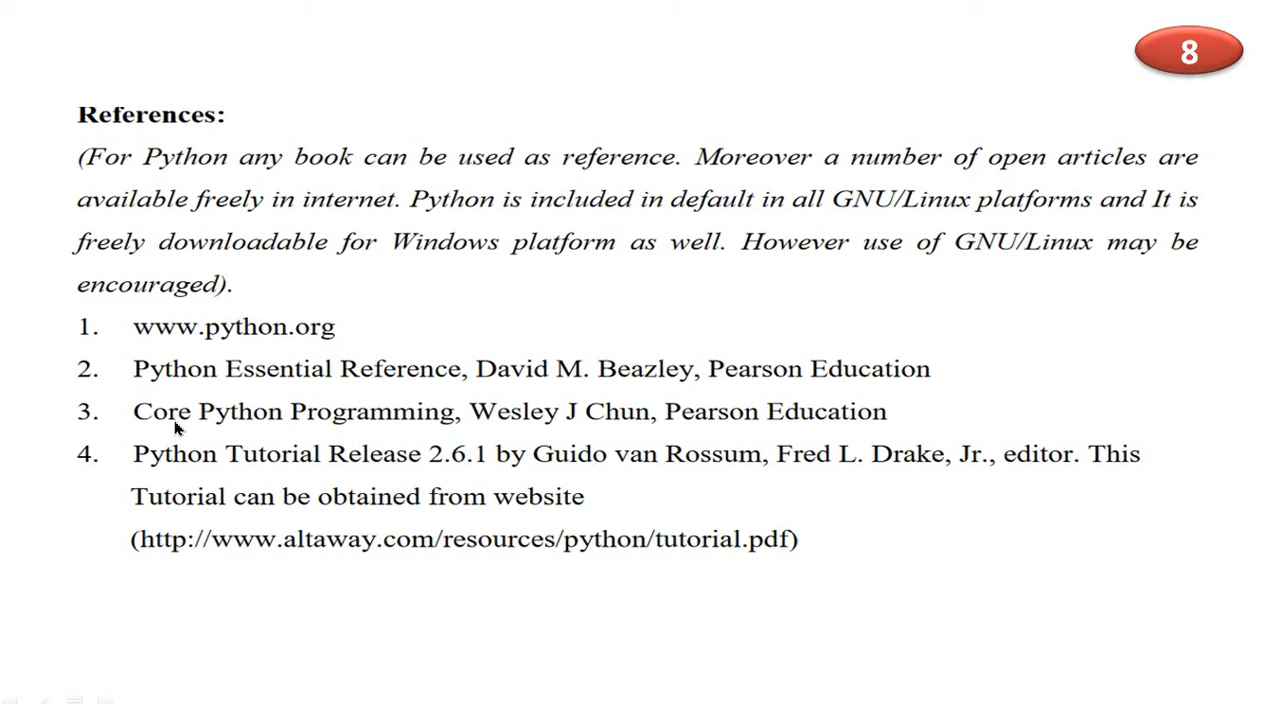 8
References:
(For Python any book can be used as reference. Moreover a number of open articles are
available freely in internet. Python is included in default in all GNU/Linux platforms and It is
freely downloadable for Windows platform as well. However use of GNU/Linux may be
encouraged).
1. www.python.org
2. Python Essential Reference, David M. Beazley, Pearson Education
3. Core Python Programming, Wesley J Chun, Pearson Education
4. Python Tutorial Release 2.6.1 by Guido van Rossum, Fred L. Drake, Jr., editor. This
Tutorial can be obtained from website
(http://www.altaway.com/resources/python/tutorial.pdf)